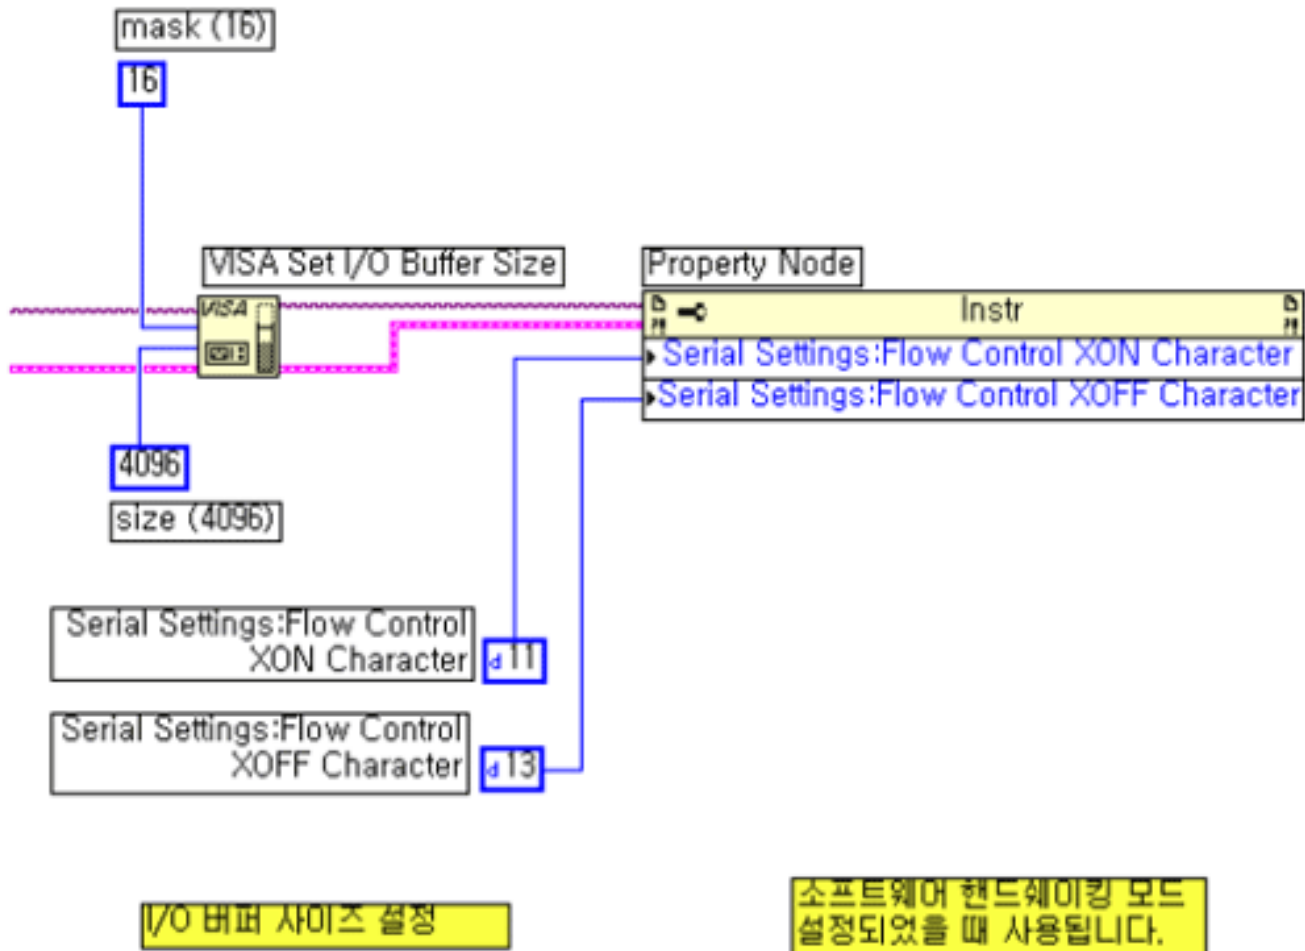 mask (16)
16
VISA Set I/O Buffer Size
Property Node
VISA
Instr
Serial Settings:Flow Control XON Character
Serial Settings:Flow Control XOFF Character
4096
size (4096)
Serial Settings:Flow Control
XON Character
d 11
Serial Settings:Flow Control
XOFF Character
d 13
I/O 버퍼 사이즈 설정
소프트웨어 핸드쉐이킹 모드
설정되었을 때 사용됩니다.